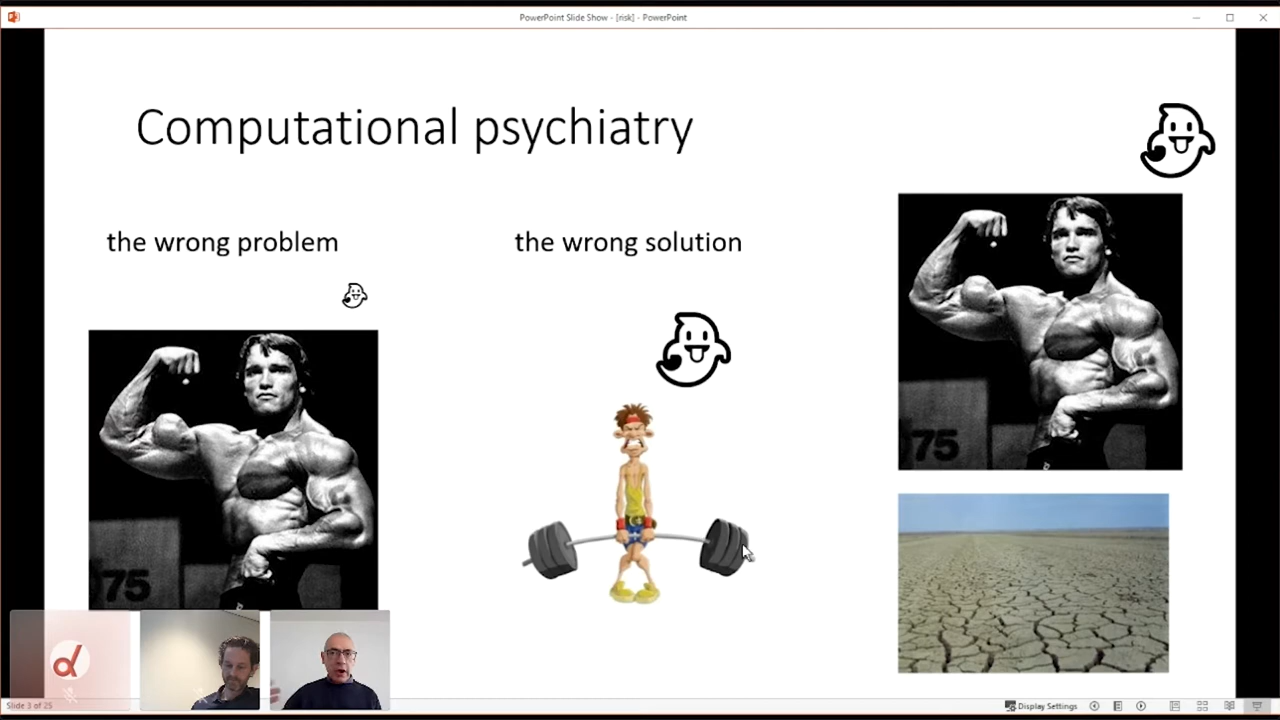 PowerPoint Slide Show - [risk] - PowerPoint
Computational psychiatry
the wrong problem
the wrong solution
75
75
Slide 3 of 25
Display Settings